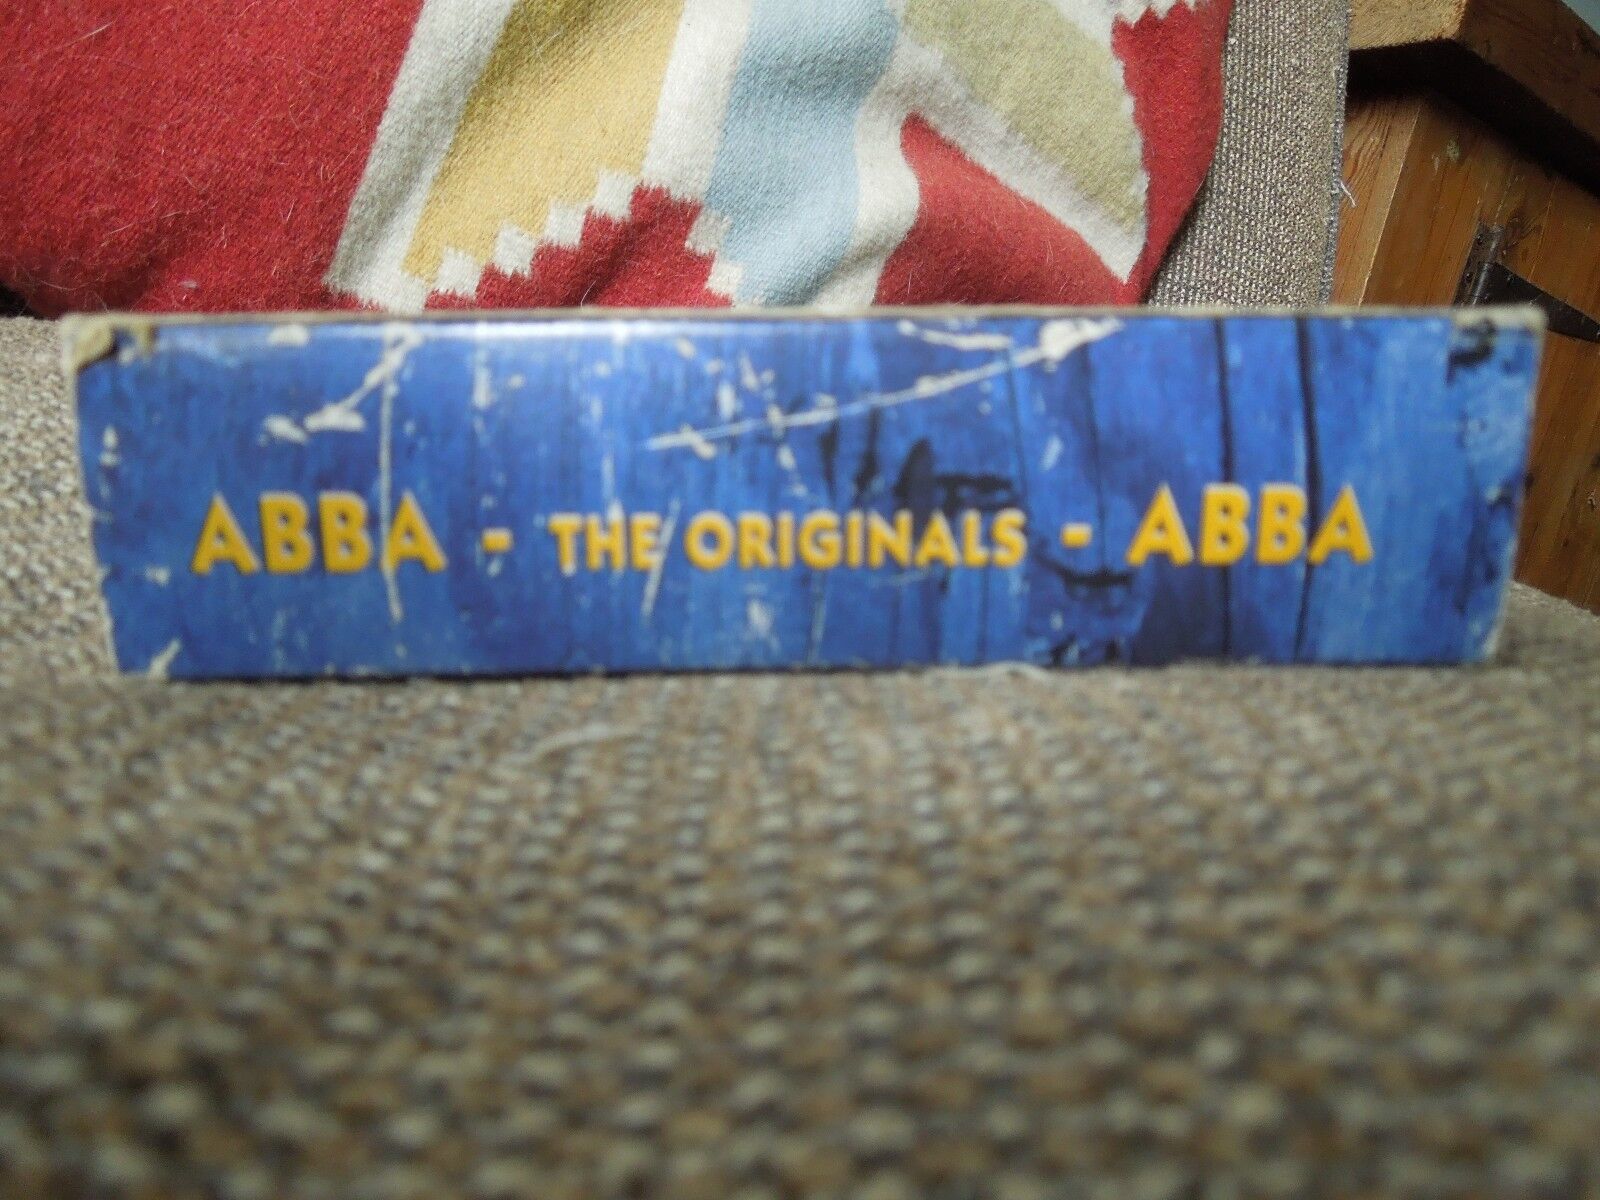 ABBA - THE ORIGINALS - ABBA